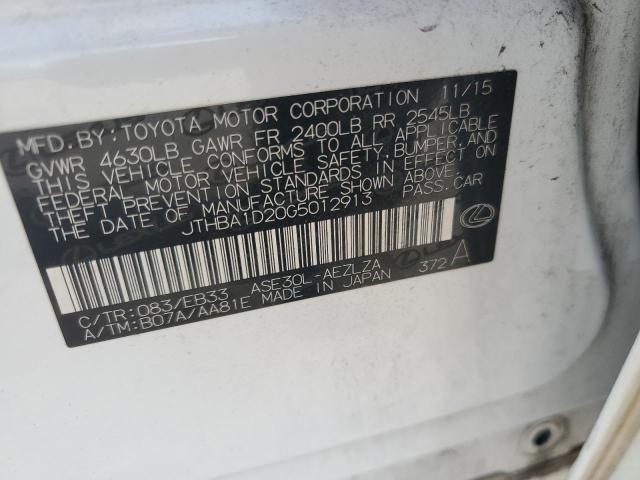 MFD. BY: TOYOTA MOTOR CORPORATION 11/15
GVWR 4630LB GAWR FR 2400LB RR 2545LB
THIS VEHICLE CONFORMS TO ALL APPLICABLE
FEDERAL MOTOR VEHICLE SAFETY, BUMPER, AND
THEFT PREVENTION STANDARDS IN EFFECT ON
THE DATE OF MANUFACTURE SHOWN ABOVE.
JTHBA1D20G5012913 PASS. CAR
372 A
C/TR: 083/EB33 ASE30L-AEZLZA
A/TM: B07A/AA81E MADE IN JAPAN